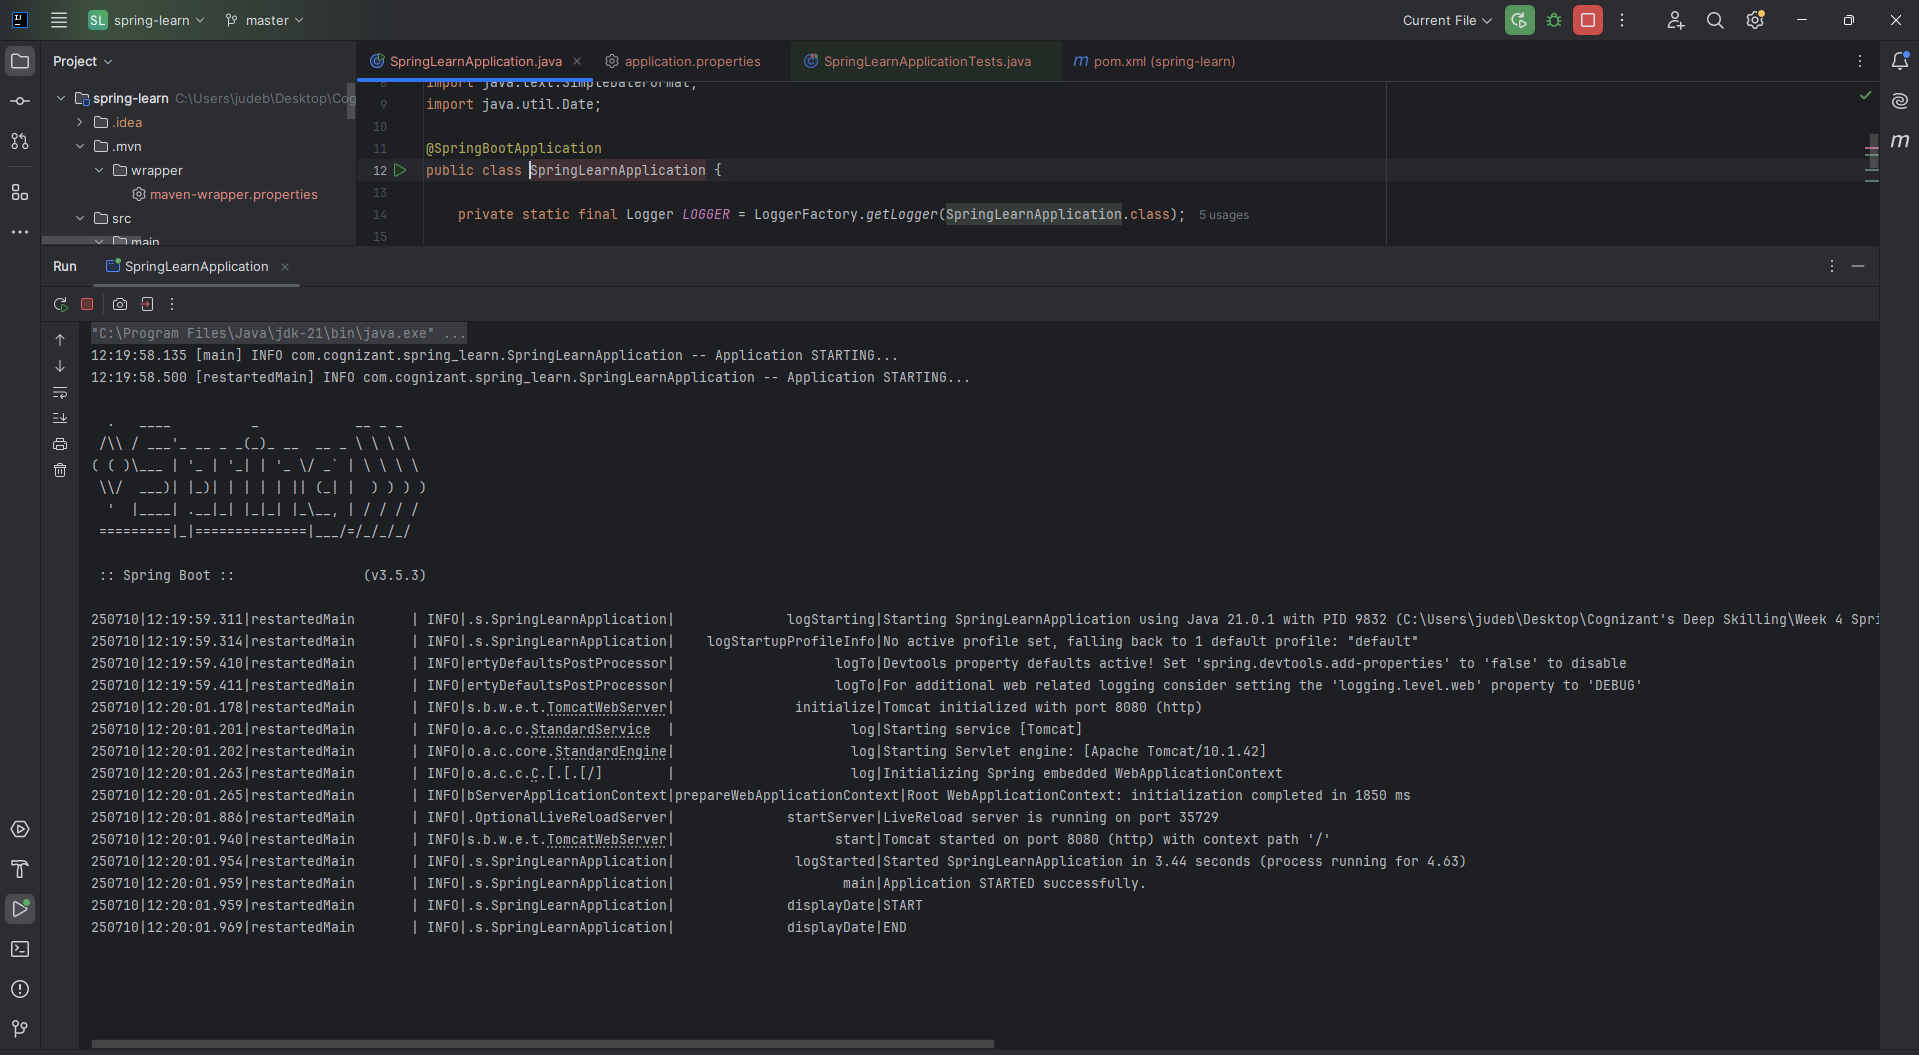 SL spring-learn master Current File
Project
SpringLearnApplication.java application.properties SpringLearnApplicationTests.java m pom.xml (spring-learn)
spring-learn C:\Users\judeb\Desktop\Cog
.idea
.mvn
wrapper
maven-wrapper.properties
src
main
8 import java.text.SimpleDateFormat;
9 import java.util.Date;
10
11 @SpringBootApplication
12 public class SpringLearnApplication {
13
14 private static final Logger LOGGER = LoggerFactory.getLogger(SpringLearnApplication.class); 5 usages
15
Run SpringLearnApplication
"C:\Program Files\Java\jdk-21\bin\java.exe" ...
12:19:58.135 [main] INFO com.cognizant.spring_learn.SpringLearnApplication -- Application STARTING...
12:19:58.500 [restartedMain] INFO com.cognizant.spring_learn.SpringLearnApplication -- Application STARTING...
  .   ____          _            __ _ _
 /\\ / ___'_ __ _ _(_)_ __  __ _ \ \ \ \
( ( )\___ | '_ | '_| | '_ \/ _` | \ \ \ \
 \\/  ___)| |_)| | | | | || (_| |  ) ) ) )
  '  |____| .__|_| |_|_| |_\__, | / / / /
 =========|_|==============|___/=/_/_/_/
 :: Spring Boot ::                (v3.5.3)
250710|12:19:59.311|restartedMain       | INFO|.s.SpringLearnApplication|              logStarting|Starting SpringLearnApplication using Java 21.0.1 with PID 9832 (C:\Users\judeb\Desktop\Cognizant's Deep Skilling\Week 4 Spri
250710|12:19:59.314|restartedMain       | INFO|.s.SpringLearnApplication|    logStartupProfileInfo|No active profile set, falling back to 1 default profile: "default"
250710|12:19:59.410|restartedMain       | INFO|ertyDefaultsPostProcessor|                    logTo|Devtools property defaults active! Set 'spring.devtools.add-properties' to 'false' to disable
250710|12:19:59.411|restartedMain       | INFO|ertyDefaultsPostProcessor|                    logTo|For additional web related logging consider setting the 'logging.level.web' property to 'DEBUG'
250710|12:20:01.178|restartedMain       | INFO|s.b.w.e.t.TomcatWebServer|               initialize|Tomcat initialized with port 8080 (http)
250710|12:20:01.201|restartedMain       | INFO|o.a.c.c.StandardService  |                      log|Starting service [Tomcat]
250710|12:20:01.202|restartedMain       | INFO|o.a.c.core.StandardEngine|                      log|Starting Servlet engine: [Apache Tomcat/10.1.42]
250710|12:20:01.263|restartedMain       | INFO|o.a.c.c.C.[.[.[/]        |                      log|Initializing Spring embedded WebApplicationContext
250710|12:20:01.265|restartedMain       | INFO|bServerApplicationContext|prepareWebApplicationContext|Root WebApplicationContext: initialization completed in 1850 ms
250710|12:20:01.886|restartedMain       | INFO|.OptionalLiveReloadServer|              startServer|LiveReload server is running on port 35729
250710|12:20:01.940|restartedMain       | INFO|s.b.w.e.t.TomcatWebServer|                    start|Tomcat started on port 8080 (http) with context path '/'
250710|12:20:01.954|restartedMain       | INFO|.s.SpringLearnApplication|               logStarted|Started SpringLearnApplication in 3.44 seconds (process running for 4.63)
250710|12:20:01.959|restartedMain       | INFO|.s.SpringLearnApplication|                     main|Application STARTED successfully.
250710|12:20:01.959|restartedMain       | INFO|.s.SpringLearnApplication|              displayDate|START
250710|12:20:01.969|restartedMain       | INFO|.s.SpringLearnApplication|              displayDate|END